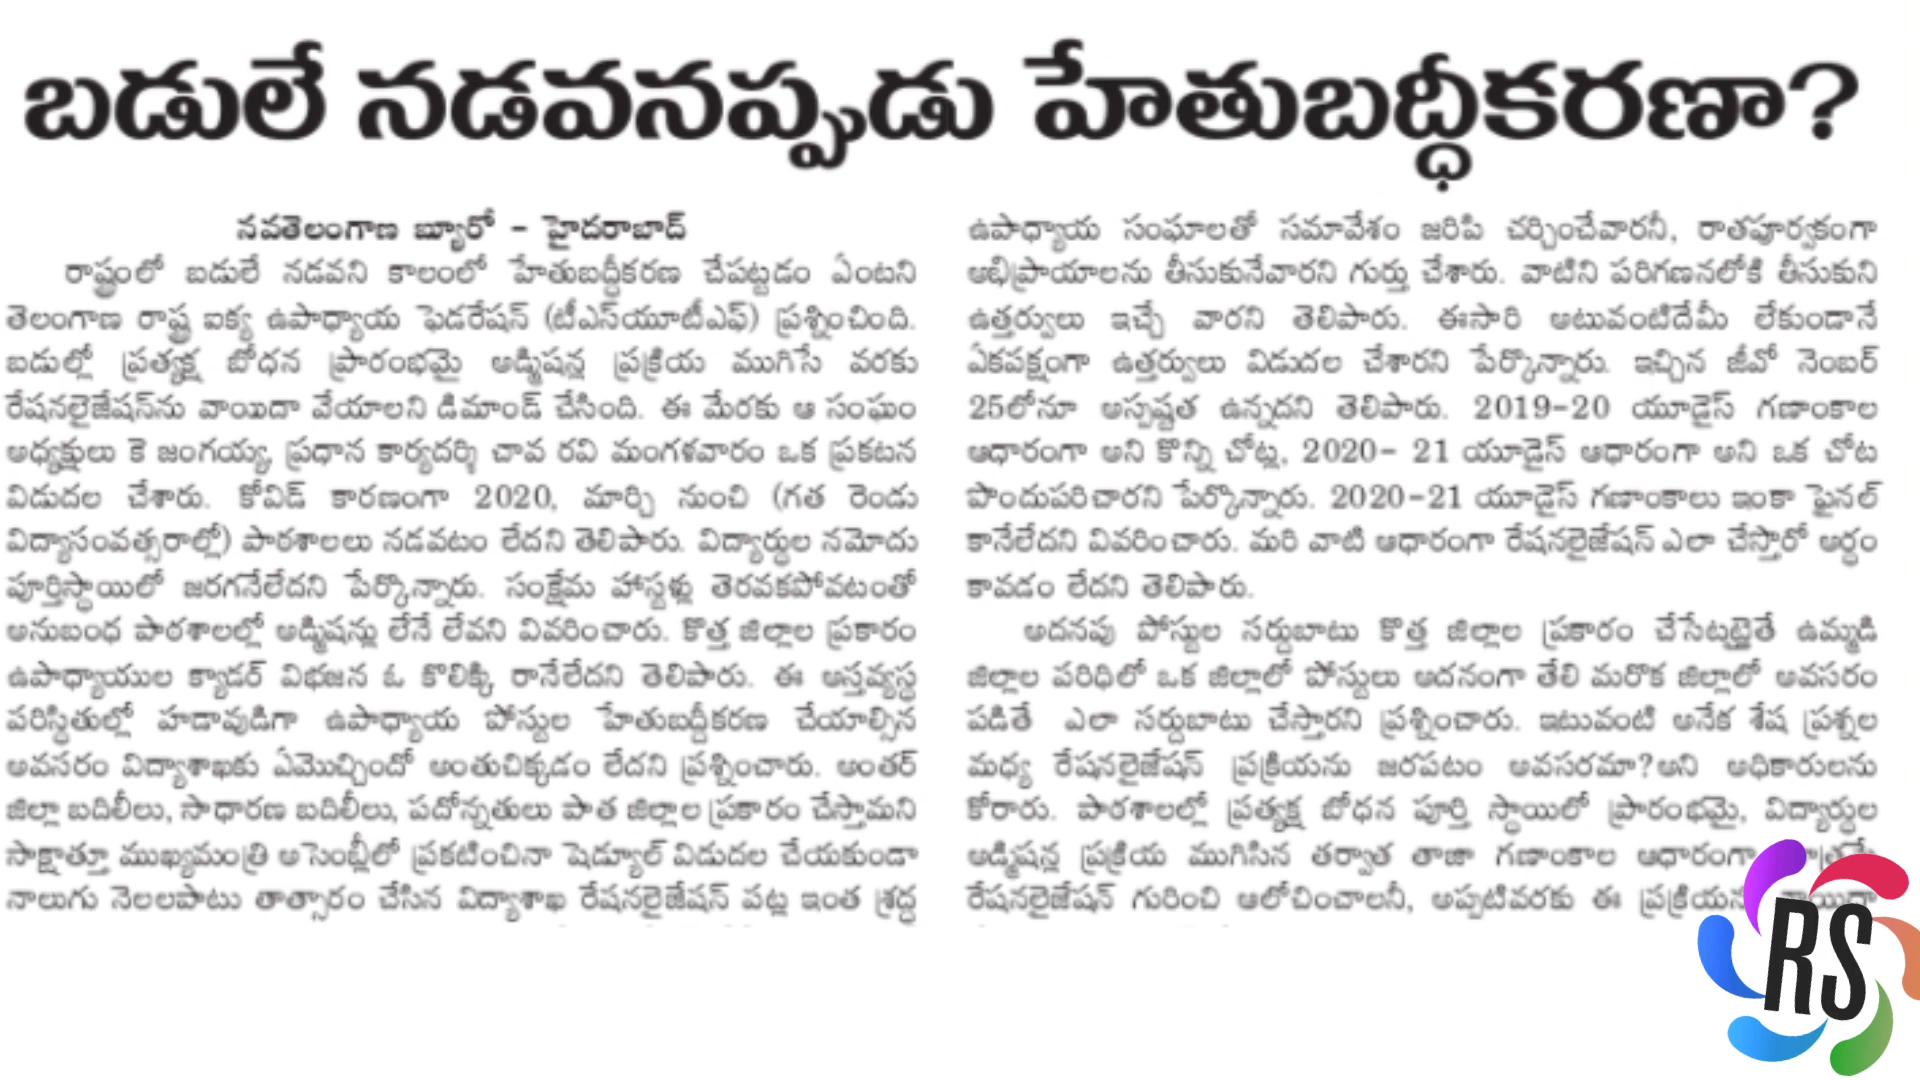 బడులే నడవనప్పుడు హేతుబద్ధీకరణా?
నవతెలంగాణ బ్యూరో - హైదరాబాద్
రాష్ట్రంలో బడులే నడవని కాలంలో హేతుబద్ధీకరణ చేపట్టడం ఏంటని
తెలంగాణ రాష్ట్ర ఐక్య ఉపాధ్యాయ ఫెడరేషన్ (టీఎస్‌యూటీఎఫ్) ప్రశ్నించింది.
బడుల్లో ప్రత్యక్ష బోధన ప్రారంభమై అడ్మిషన్ల ప్రక్రియ ముగిసే వరకు
రేషనలైజేషన్‌ను వాయిదా వేయాలని డిమాండ్ చేసింది. ఈ మేరకు ఆ సంఘం
అధ్యక్షులు కె జంగయ్య, ప్రధాన కార్యదర్శి చావ రవి మంగళవారం ఒక ప్రకటన
విడుదల చేశారు. కోవిడ్ కారణంగా 2020, మార్చి నుంచి (గత రెండు
విద్యాసంవత్సరాల్లో) పాఠశాలలు నడవటం లేదని తెలిపారు. విద్యార్థుల నమోదు
పూర్తిస్థాయిలో జరగనేలేదని పేర్కొన్నారు. సంక్షేమ హాస్టళ్లు తెరవకపోవటంతో
అనుబంధ పాఠశాలల్లో అడ్మిషన్లు లేనే లేవని వివరించారు. కొత్త జిల్లాల ప్రకారం
ఉపాధ్యాయుల క్యాడర్ విభజన ఓ కొలిక్కి రానేలేదని తెలిపారు. ఈ అస్తవ్యస్థ
పరిస్థితుల్లో హడావుడిగా ఉపాధ్యాయ పోస్టుల హేతుబద్దీకరణ చేయాల్సిన
అవసరం విద్యాశాఖకు ఏమొచ్చిందో అంతుచిక్కడం లేదని ప్రశ్నించారు. అంతర్
జిల్లా బదిలీలు, సాధారణ బదిలీలు, పదోన్నతులు పాత జిల్లాల ప్రకారం చేస్తామని
సాక్షాత్తూ ముఖ్యమంత్రి అసెంబ్లీలో ప్రకటించినా షెడ్యూల్ విడుదల చేయకుండా
నాలుగు నెలలపాటు తాత్సారం చేసిన విద్యాశాఖ రేషనలైజేషన్ పట్ల ఇంత శ్రద్ధ
ఉపాధ్యాయ సంఘాలతో సమావేశం జరిపి చర్చించేవారనీ, రాతపూర్వకంగా
అభిప్రాయాలను తీసుకునేవారని గుర్తు చేశారు. వాటిని పరిగణనలోకి తీసుకుని
ఉత్తర్వులు ఇచ్చే వారని తెలిపారు. ఈసారి అటువంటిదేమీ లేకుండానే
ఏకపక్షంగా ఉత్తర్వులు విడుదల చేశారని పేర్కొన్నారు. ఇచ్చిన జీవో నెంబర్
25లోనూ అస్పష్టత ఉన్నదని తెలిపారు. 2019-20 యూడైస్ గణాంకాల
ఆధారంగా అని కొన్ని చోట్ల, 2020- 21 యూడైస్ ఆధారంగా అని ఒక చోట
పొందుపరిచారని పేర్కొన్నారు. 2020-21 యూడైస్ గణాంకాలు ఇంకా ఫైనల్
కానేలేదని వివరించారు. మరి వాటి ఆధారంగా రేషనలైజేషన్ ఎలా చేస్తారో అర్థం
కావడం లేదని తెలిపారు.
అదనపు పోస్టుల సర్దుబాటు కొత్త జిల్లాల ప్రకారం చేసేటట్లైతే ఉమ్మడి
జిల్లాల పరిధిలో ఒక జిల్లాలో పోస్టులు అదనంగా తేలి మరొక జిల్లాలో అవసరం
పడితే ఎలా సర్దుబాటు చేస్తారని ప్రశ్నించారు. ఇటువంటి అనేక శేష ప్రశ్నల
మధ్య రేషనలైజేషన్ ప్రక్రియను జరపటం అవసరమా?అని అధికారులను
కోరారు. పాఠశాలల్లో ప్రత్యక్ష బోధన పూర్తి స్థాయిలో ప్రారంభమై, విద్యార్థుల
అడ్మిషన్ల ప్రక్రియ ముగిసిన తర్వాత తాజా గణాంకాల ఆధారంగా
రేషనలైజేషన్ గురించి ఆలోచించాలనీ, అప్పటివరకు ఈ
RS